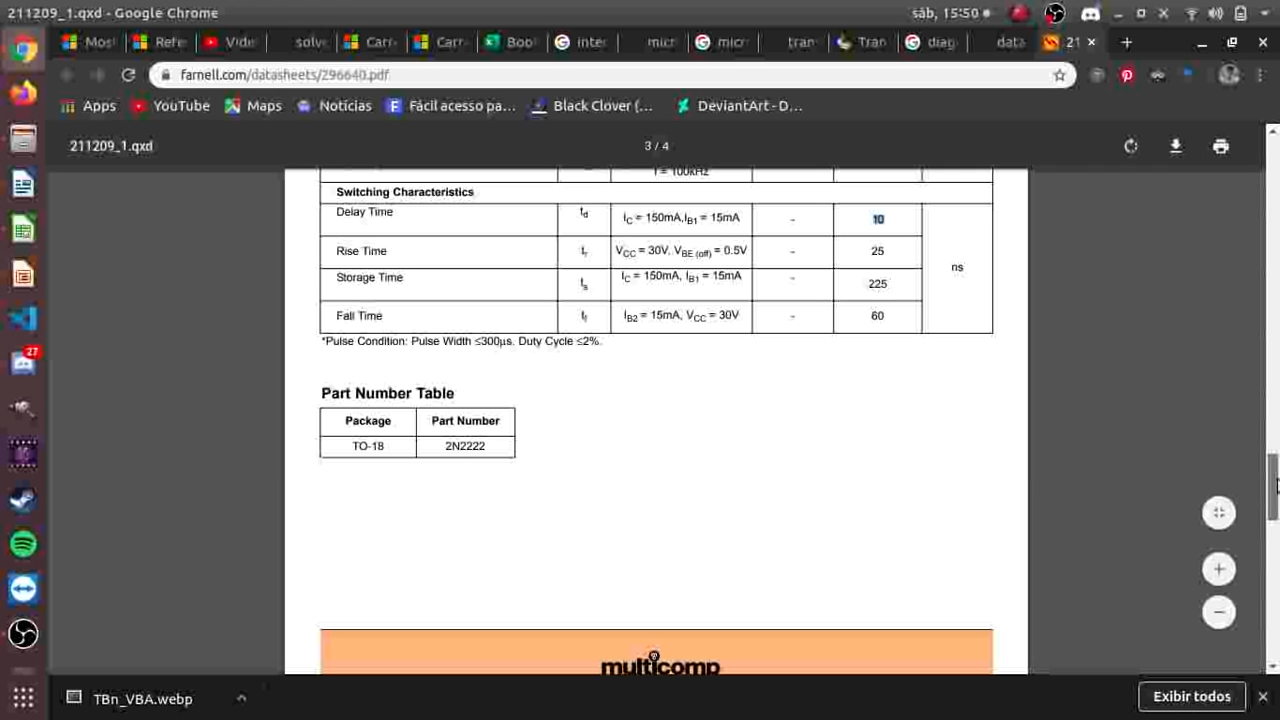 211209_1.qxd - Google Chrome
sáb, 15:50
Most
Refe
Vide
solve
Carr
Carr
Boo
inte
micr
micr
tran
Tran
diag
data
21
farnell.com/datasheets/296640.pdf
Apps
YouTube
Maps
Notícias
Fácil acesso pa...
Black Clover (...
DeviantArt - D...
211209_1.qxd
3 / 4
f = 100kHz
Switching Characteristics
Delay Time td IC = 150mA,IB1 = 15mA - 10
Rise Time tr VCC = 30V. VBE (off) = 0.5V - 25
ns
Storage Time ts IC = 150mA, IB1 = 15mA - 225
Fall Time tf IB2 = 15mA, VCC = 30V - 60
*Pulse Condition: Pulse Width ≤300µs. Duty Cycle ≤2%.
Part Number Table
Package Part Number
TO-18 2N2222
multicomp
27
TBn_VBA.webp
Exibir todos